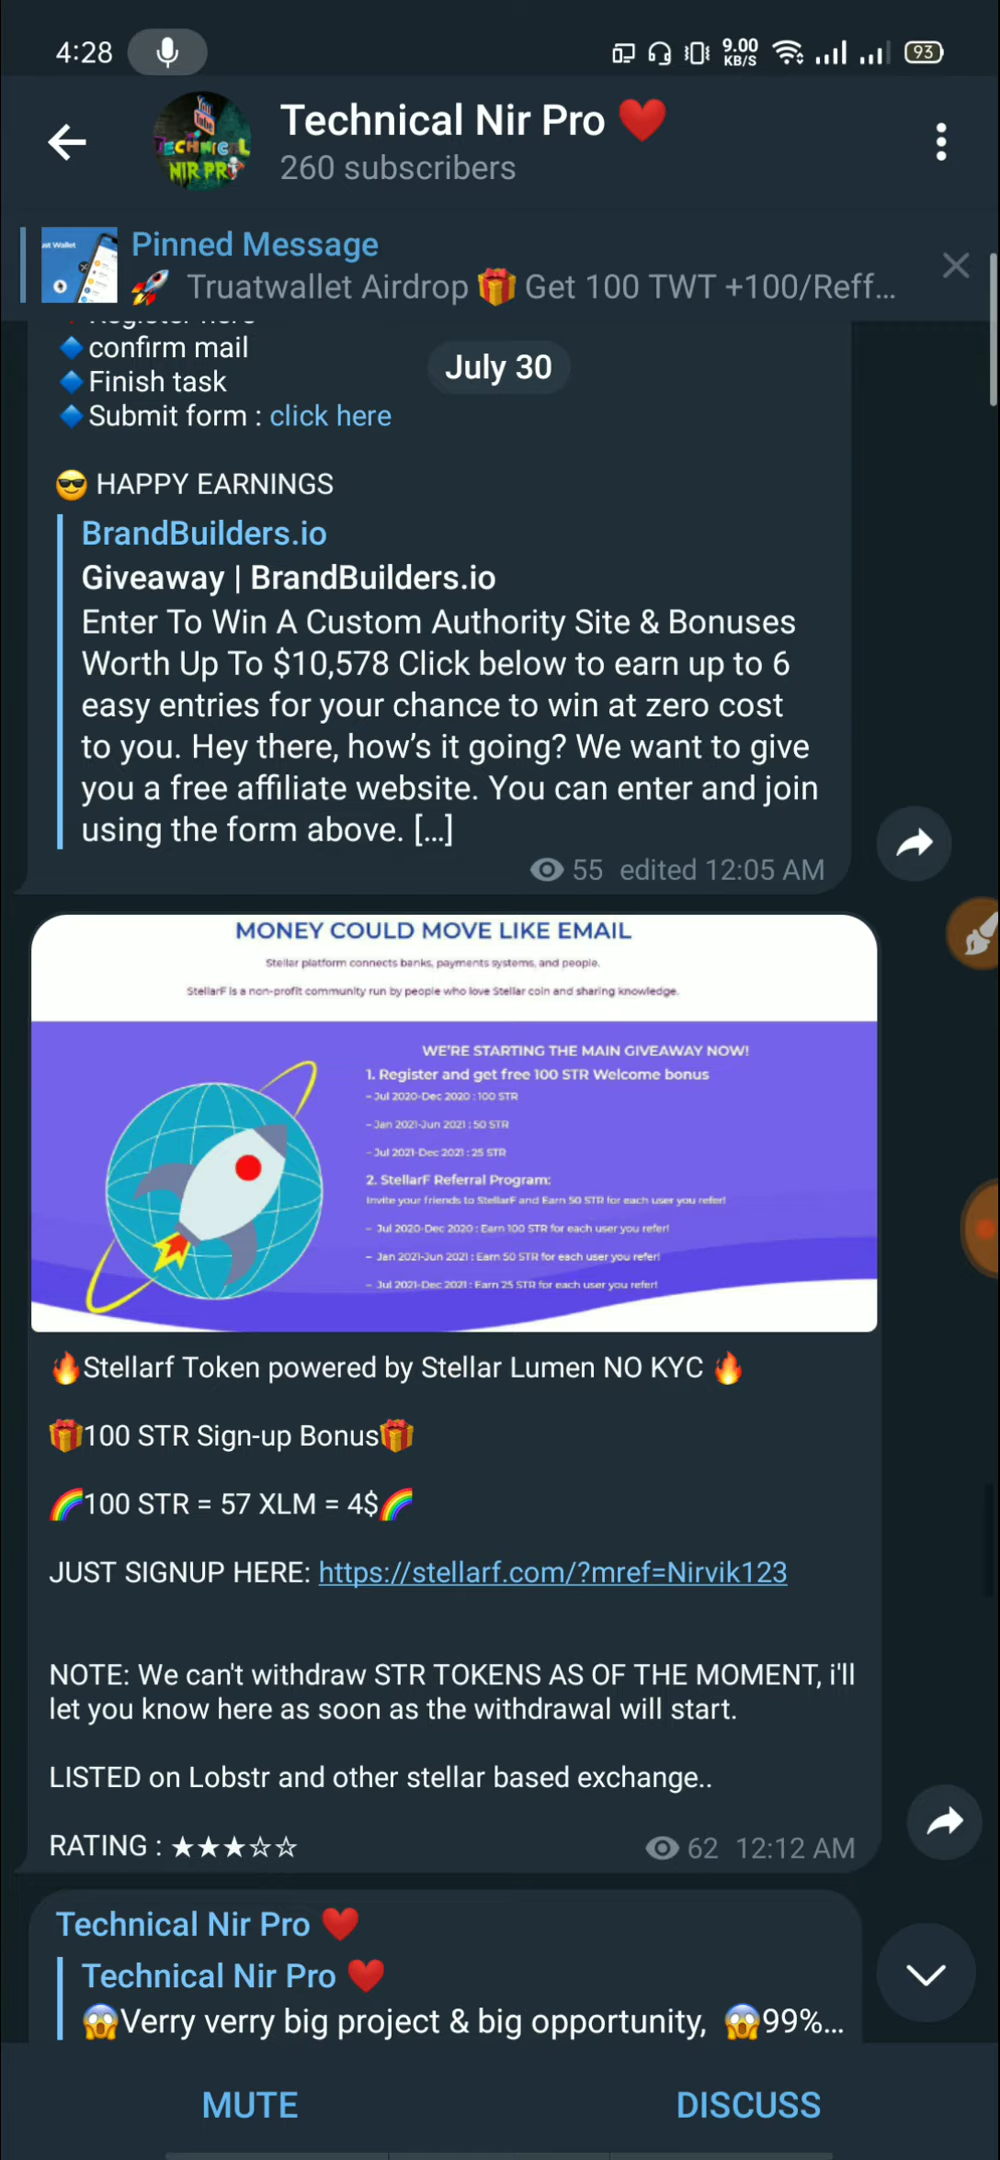 4:28
9.00
KB/S
93
Technical Nir Pro ❤️
260 subscribers
You
Tube
TECHNICAL
NIR PRO
Pinned Message
🚀 Truatwallet Airdrop 🎁 Get 100 TWT +100/Reff...
Register here
🔹confirm mail
July 30
🔹Finish task
🔹Submit form : click here
😎 HAPPY EARNINGS
BrandBuilders.io
Giveaway | BrandBuilders.io
Enter To Win A Custom Authority Site & Bonuses
Worth Up To $10,578 Click below to earn up to 6
easy entries for your chance to win at zero cost
to you. Hey there, how’s it going? We want to give
you a free affiliate website. You can enter and join
using the form above. [...]
55 edited 12:05 AM
MONEY COULD MOVE LIKE EMAIL
Stellar platform connects banks, payments systems, and people.
StellarF is a non-profit community run by people who love Stellar coin and sharing knowledge.
WE'RE STARTING THE MAIN GIVEAWAY NOW!
1. Register and get free 100 STR Welcome bonus
– Jul 2020-Dec 2020 : 100 STR
– Jan 2021-Jun 2021 : 50 STR
– Jul 2021-Dec 2021 : 25 STR
2. StellarF Referral Program:
Invite your friends to StellarF and Earn 50 STR for each user you refer!
– Jul 2020-Dec 2020 : Earn 100 STR for each user you refer!
– Jan 2021-Jun 2021 : Earn 50 STR for each user you refer!
– Jul 2021-Dec 2021 : Earn 25 STR for each user you refer!
🔥Stellarf Token powered by Stellar Lumen NO KYC 🔥
🎁100 STR Sign-up Bonus🎁
🌈100 STR = 57 XLM = 4$🌈
JUST SIGNUP HERE: https://stellarf.com/?mref=Nirvik123
NOTE: We can't withdraw STR TOKENS AS OF THE MOMENT, i'll
let you know here as soon as the withdrawal will start.
LISTED on Lobstr and other stellar based exchange..
RATING : ★★★☆☆
62 12:12 AM
Technical Nir Pro ❤️
Technical Nir Pro ❤️
😱Verry verry big project & big opportunity, 😱99%...
MUTE
DISCUSS